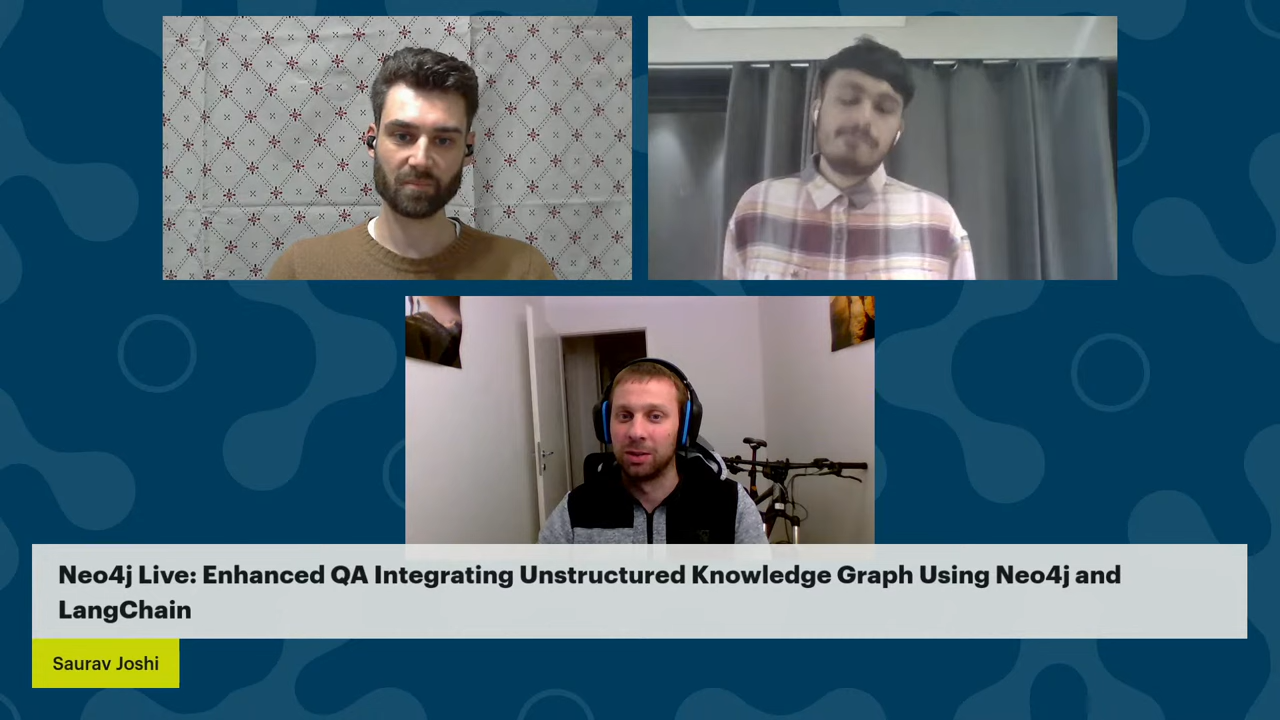 Neo4j Live: Enhanced QA Integrating Unstructured Knowledge Graph Using Neo4j and
LangChain
Saurav Joshi